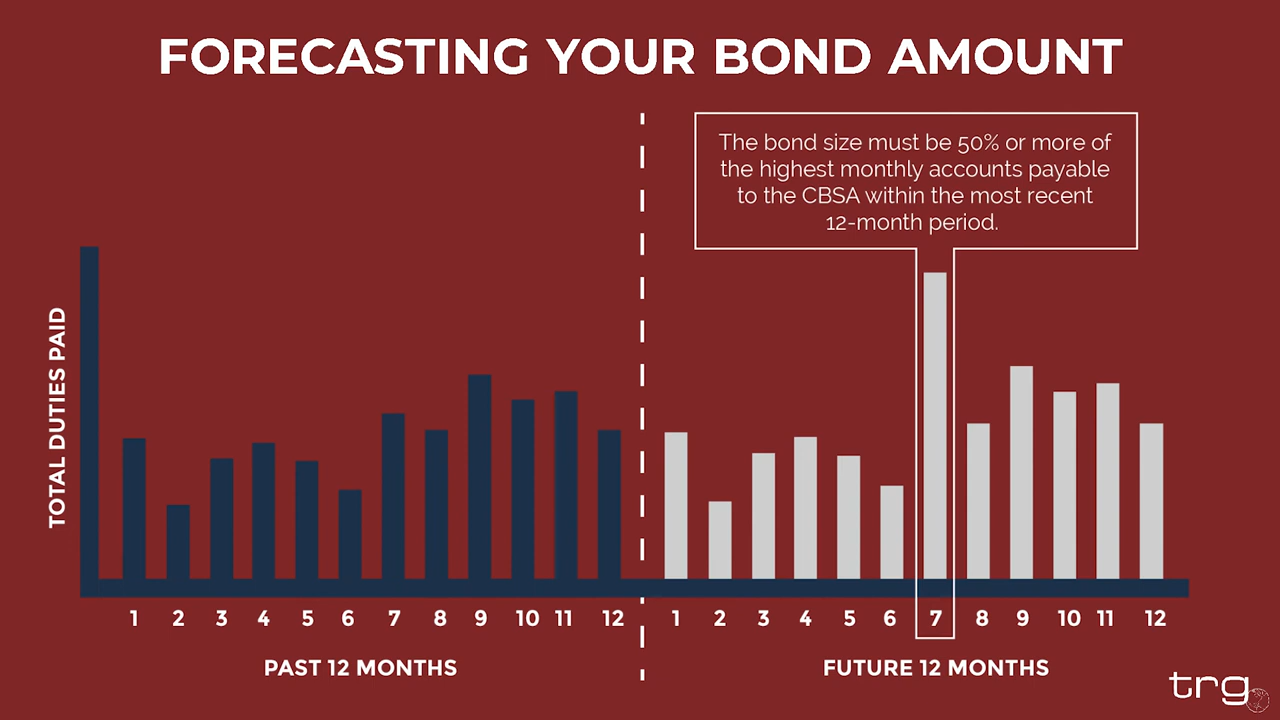 FORECASTING YOUR BOND AMOUNT
The bond size must be 50% or more of
the highest monthly accounts payable
to the CBSA within the most recent
12-month period.
TOTAL DUTIES PAID
1 2 3 4 5 6 7 8 9 10 11 12
1 2 3 4 5 6 7 8 9 10 11 12
PAST 12 MONTHS
FUTURE 12 MONTHS
trg